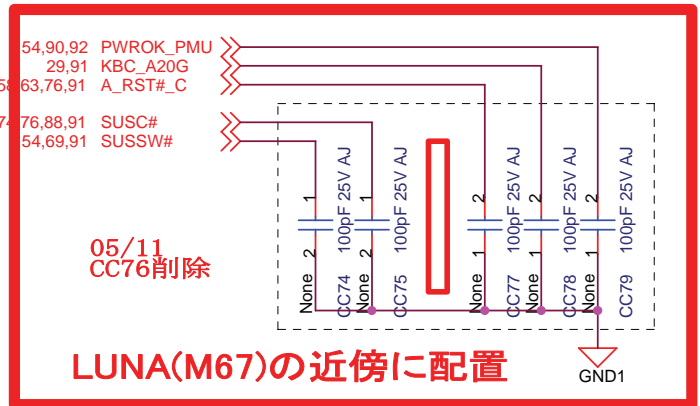 54,90,92 PWROK_PMU
29,91 KBC_A20G
63,76,91 A_RST#_C
76,88,91 SUSC#
54,69,91 SUSSW#
1 2 None CC74 100pF 25V AJ
1 2 None CC75 100pF 25V AJ
2 1 None CC77 100pF 25V AJ
2 1 None CC78 100pF 25V AJ
2 1 None CC79 100pF 25V AJ
05/11
CC76削除
LUNA(M67)の近傍に配置
GND1